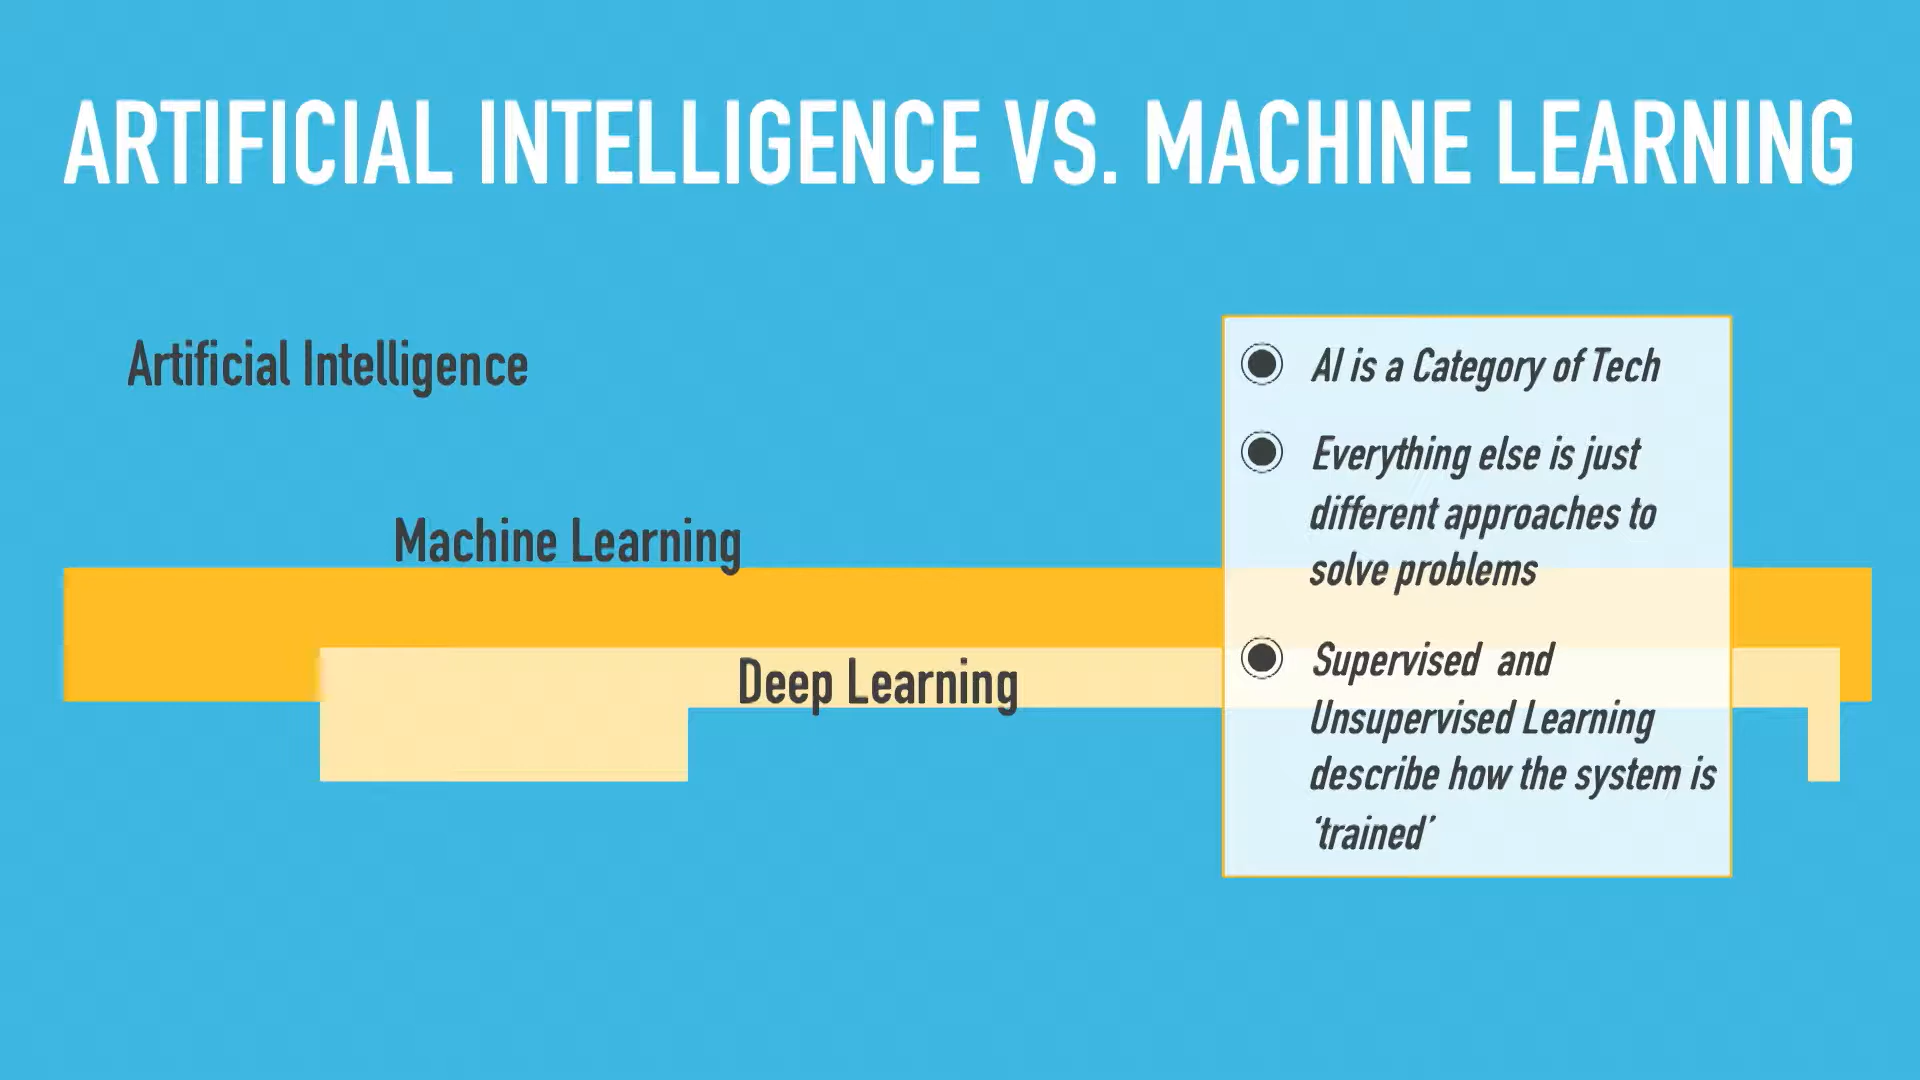 ARTIFICIAL INTELLIGENCE VS. MACHINE LEARNING
Artificial Intelligence
Machine Learning
Deep Learning
AI is a Category of Tech
Everything else is just
different approaches to
solve problems
Supervised and
Unsupervised Learning
describe how the system is
‘trained’